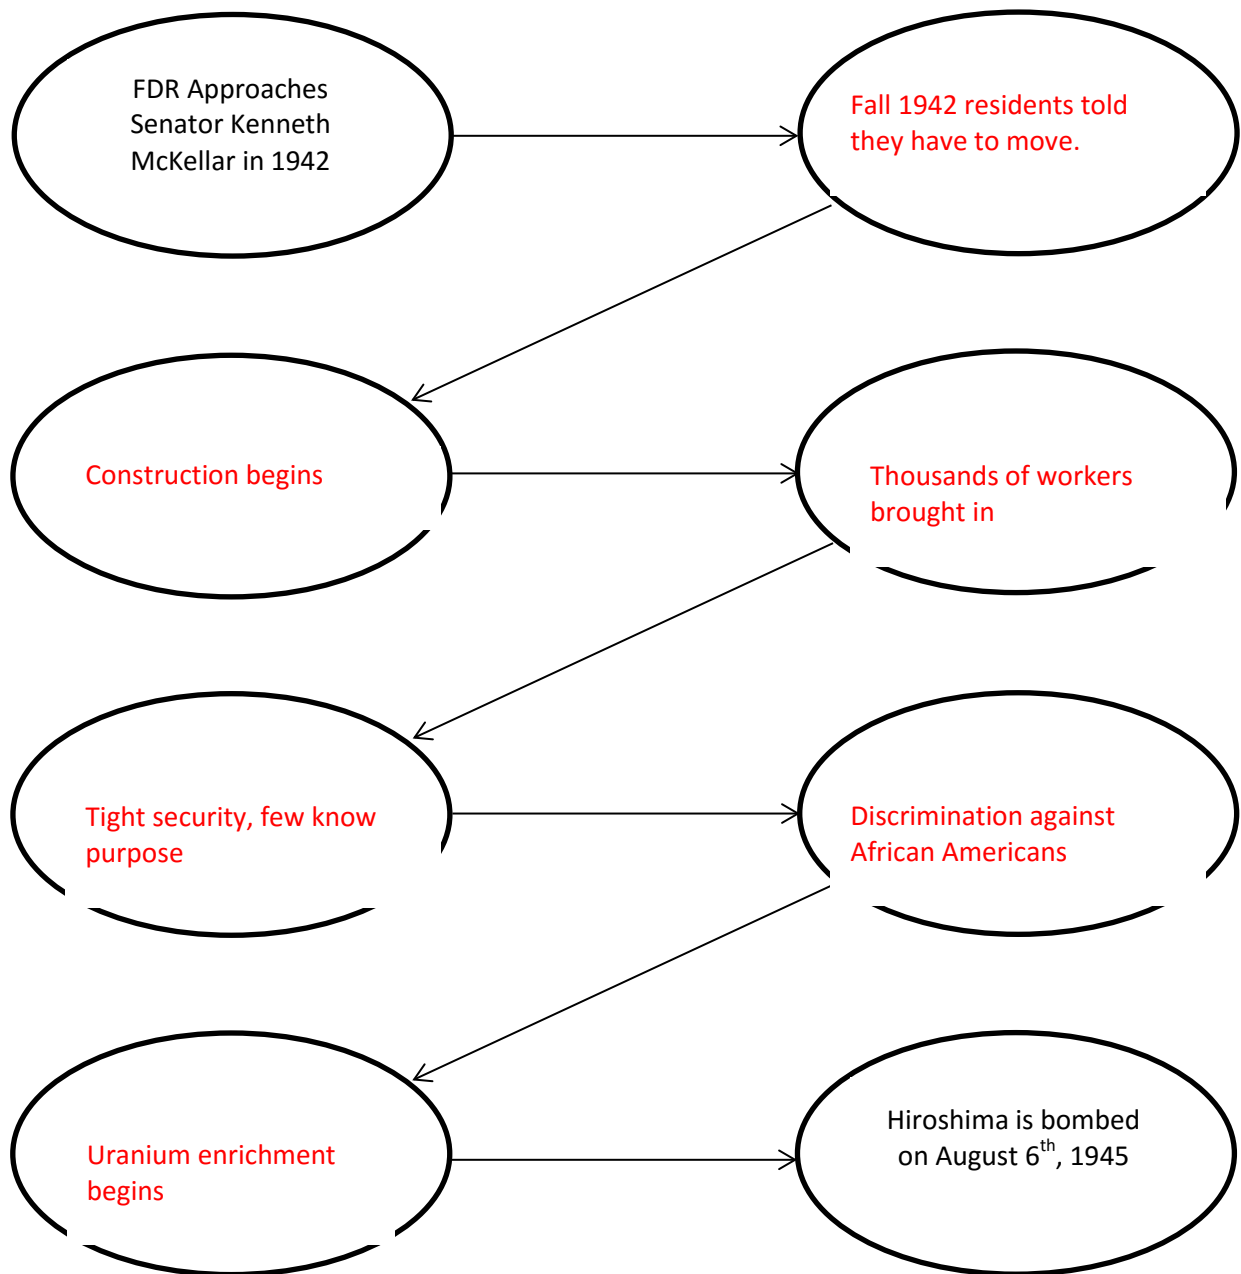 FDR Approaches
Senator Kenneth
McKellar in 1942
Fall 1942 residents told
they have to move.
Construction begins
Thousands of workers
brought in
Tight security, few know
purpose
Discrimination against
African Americans
Uranium enrichment
begins
Hiroshima is bombed
on August 6th, 1945